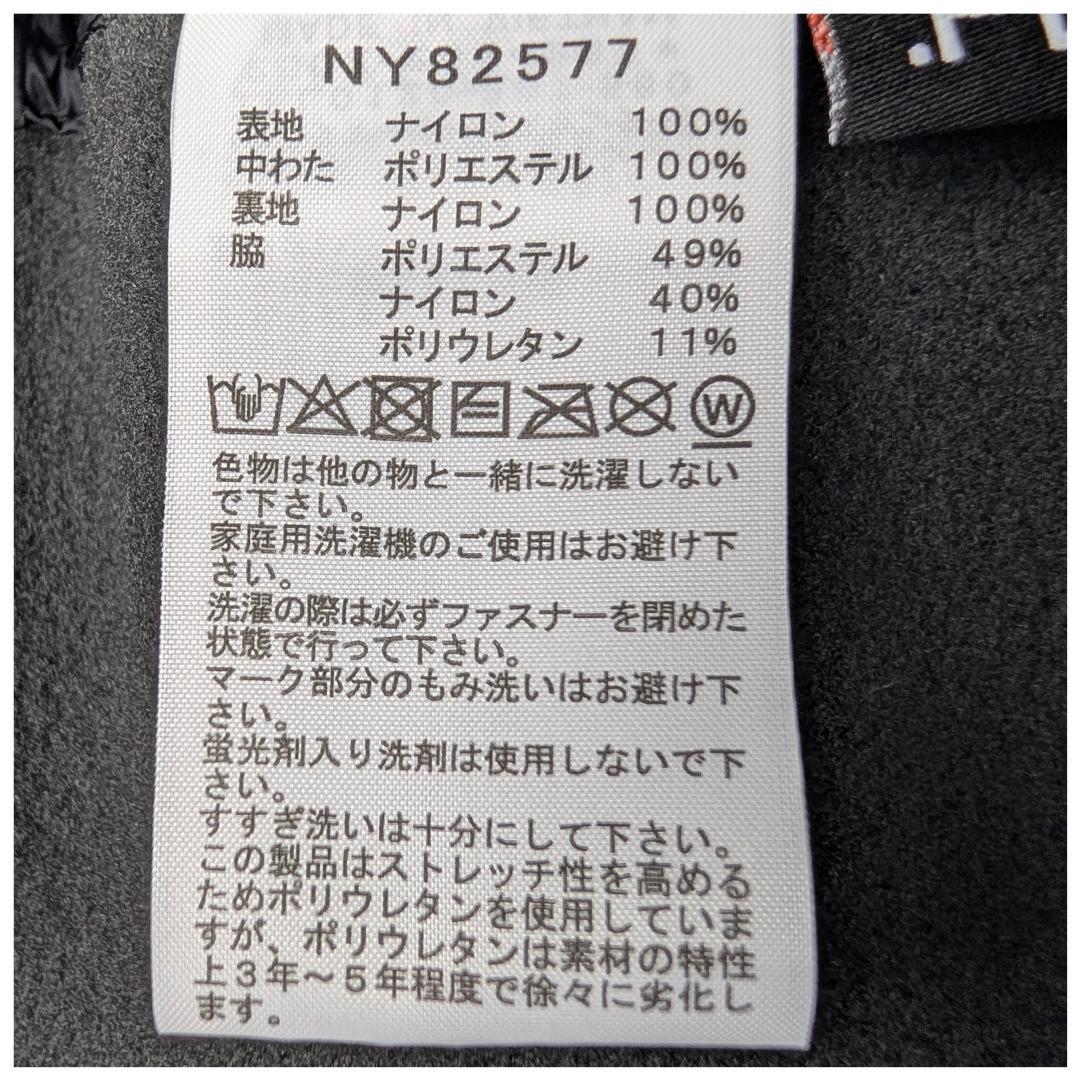 NY82577
表地 ナイロン 100%
中わた ポリエステル 100%
裏地 ナイロン 100%
脇 ポリエステル 49%
ナイロン 40%
ポリウレタン 11%
W
色物は他の物と一緒に洗濯しない
で下さい。
家庭用洗濯機のご使用はお避け下
さい。
洗濯の際は必ずファスナーを閉めた
状態で行って下さい。
マーク部分のもみ洗いはお避け下
さい。
蛍光剤入り洗剤は使用しないで下
さい。
すすぎ洗いは十分にして下さい。
この製品はストレッチ性を高める
ためポリウレタンを使用していま
すが、ポリウレタンは素材の特性
上3年～5年程度で徐々に劣化し
ます。